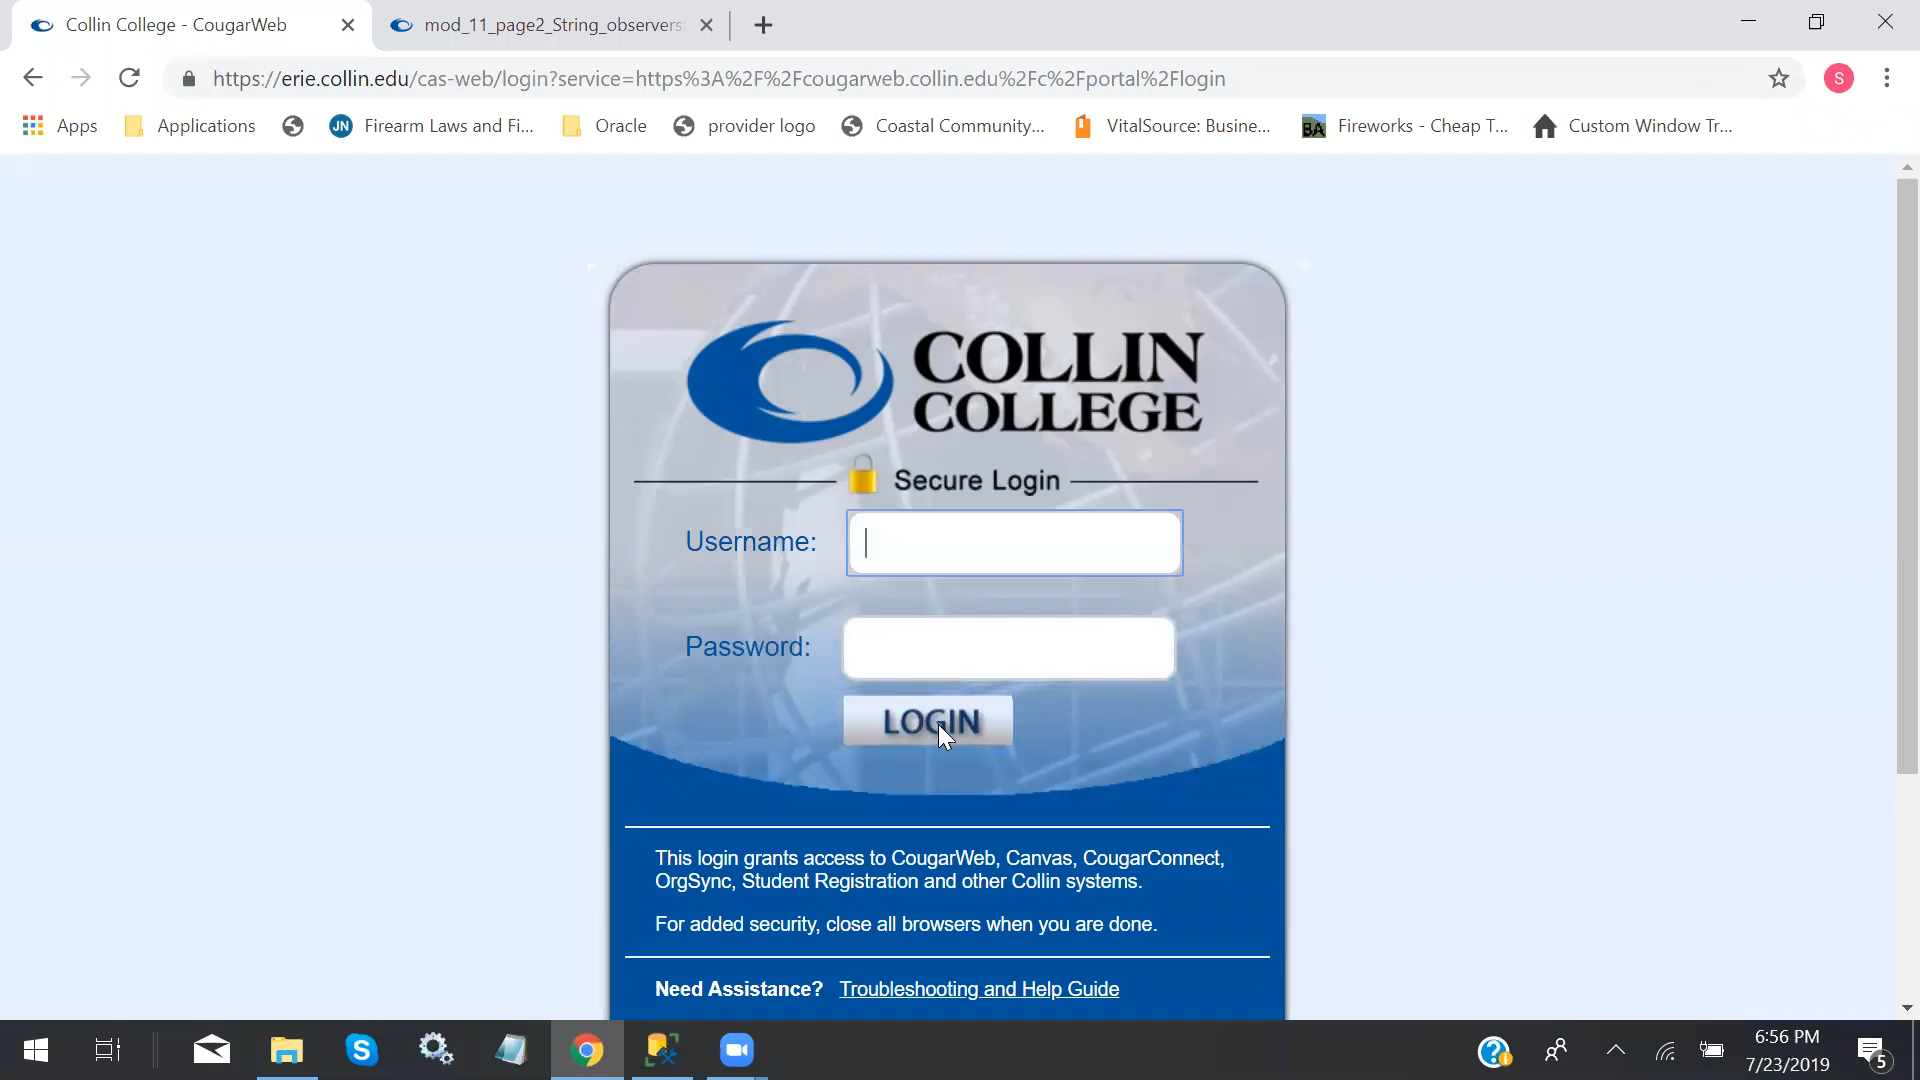 Collin College - CougarWeb
mod_11_page2_String_observers
https://erie.collin.edu/cas-web/login?service=https%3A%2F%2Fcougarweb.collin.edu%2Fc%2Fportal%2Flogin
S
Apps
Applications
JN Firearm Laws and Fi...
Oracle
provider logo
Coastal Community...
VitalSource: Busine...
BA Fireworks - Cheap T...
Custom Window Tr...
COLLIN
COLLEGE
Secure Login
Username:
Password:
LOGIN
This login grants access to CougarWeb, Canvas, CougarConnect,
OrgSync, Student Registration and other Collin systems.
For added security, close all browsers when you are done.
Need Assistance? Troubleshooting and Help Guide
6:56 PM
7/23/2019
5